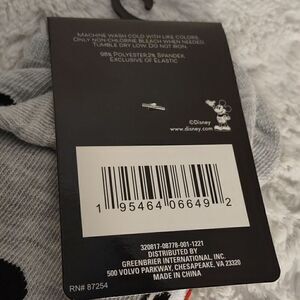 MACHINE WASH COLD WITH LIKE COLORS.
ONLY NON-CHLORINE BLEACH WHEN NEEDED.
TUMBLE DRY LOW. DO NOT IRON.
98% POLYESTER,2% SPANDEX
EXCLUSIVE OF ELASTIC
©Disney
www.disney.com
1 95464 06649 2
320817-08778-001-1221
DISTRIBUTED BY
GREENBRIER INTERNATIONAL, INC.
500 VOLVO PARKWAY, CHESAPEAKE, VA 23320
MADE IN CHINA
RN# 87254